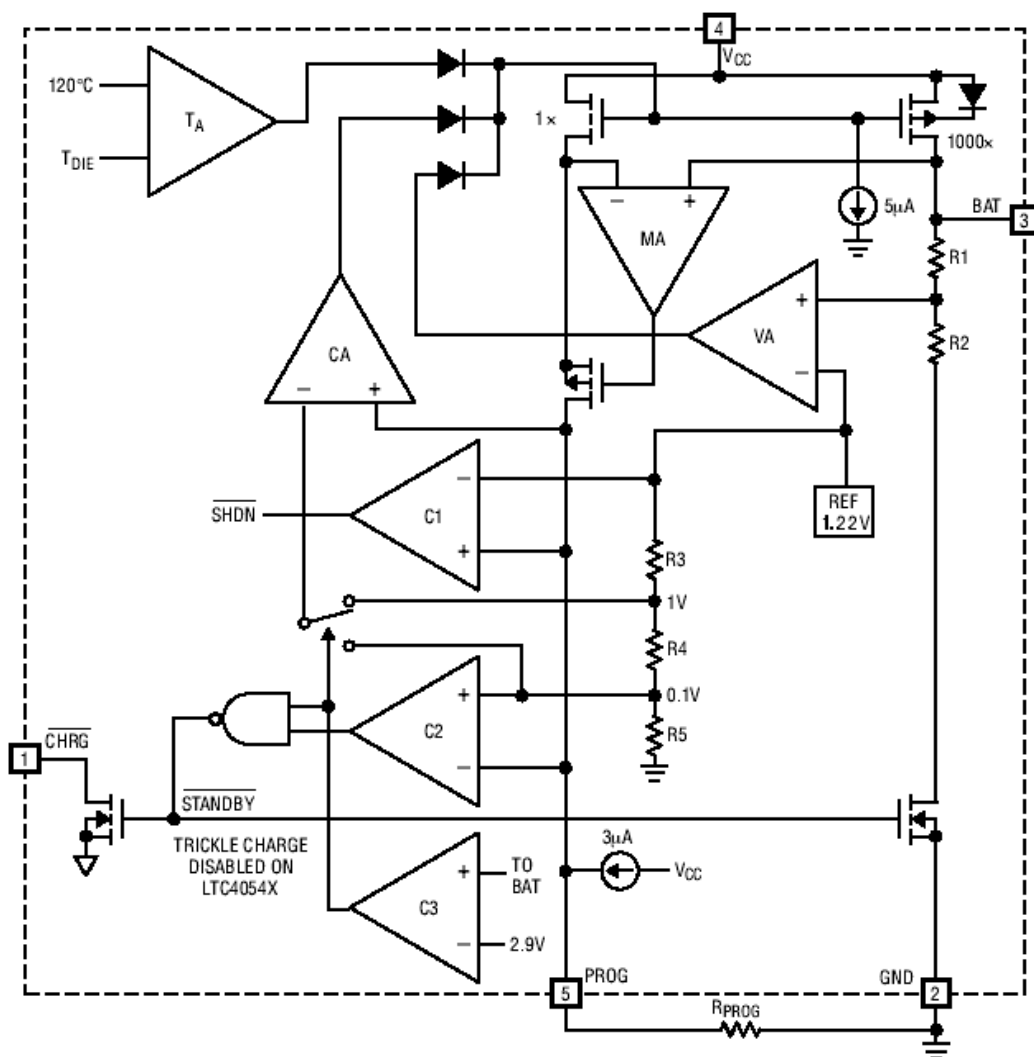 4
VCC
120°C
TA
TDIE
1×
1000×
MA
− +
5μA
BAT
3
R1
+
VA
−
R2
CA
− +
REF
1.22V
−
C1
+
SHDN
R3
1V
R4
+
0.1V
C2
R5
−
CHRG
1
STANDBY
TRICKLE CHARGE
DISABLED ON
LTC4054X
3μA
VCC
+
TO
BAT
C3
−
2.9V
PROG
5
GND
2
RPROG